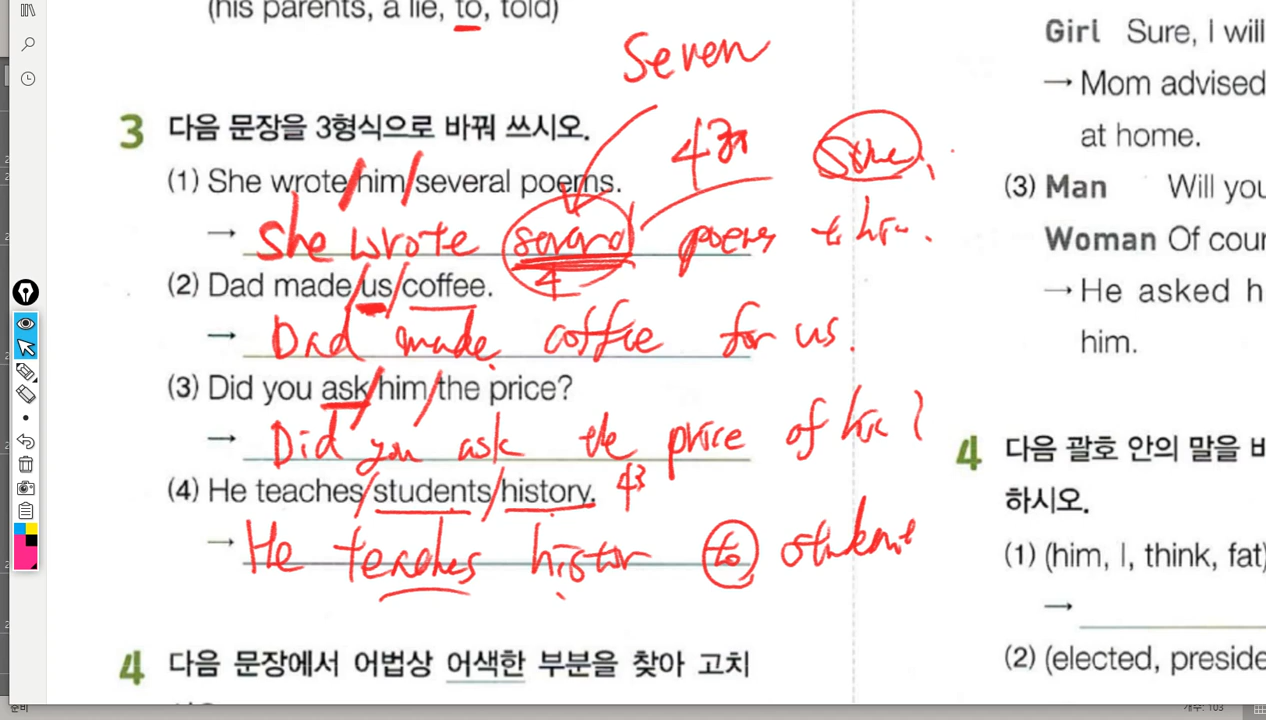 (his parents, a lie, to, told)
Seven
3 다음 문장을 3형식으로 바꿔 쓰시오.
(1) She wrote him several poems.
→ She wrote several poems to him.
4
(2) Dad made us coffee.
→ Dad made coffee for us.
(3) Did you ask him the price?
→ Did you ask the price of him?
(4) He teaches students history.
→ He teaches histor to student
4 다음 문장에서 어법상 어색한 부분을 찾아 고치
Girl Sure, I will
→ Mom advised
at home.
(3) Man Will you
Woman Of cour
→ He asked h
him.
4 다음 괄호 안의 말을 바
하시오.
(1) (him, I, think, fat)
→
(2) (elected, preside
준비
개수: 103